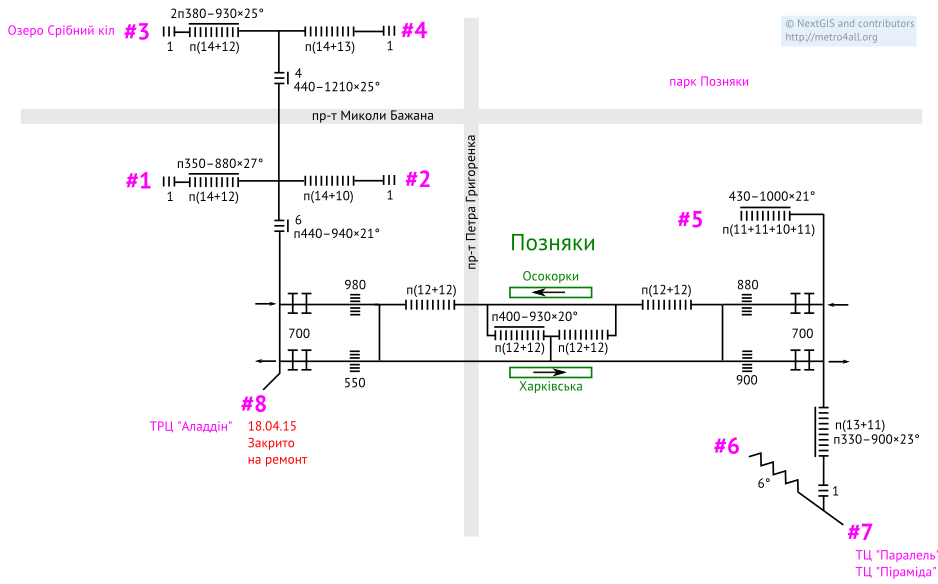 © NextGIS and contributors
http://metro4all.org
2п380–930×25°
Озеро Срібний кіл
#3
#4
1
п(14+12)
п(14+13)
1
4
440–1210×25°
парк Позняки
пр-т Миколи Бажана
пр-т Петра Григоренка
п350–880×27°
#1
#2
1
п(14+12)
п(14+10)
1
6
п440–940×21°
430–1000×21°
#5
п(11+11+10+11)
Позняки
Осокорки
980
п(12+12)
п(12+12)
880
700
п400–930×20°
700
п(12+12)
п(12+12)
550
Харківська
900
#8
ТРЦ "Аладдін"
18.04.15
Закрито
на ремонт
п(13+11)
п330–900×23°
#6
6°
1
#7
ТЦ "Паралель"
ТЦ "Піраміда"